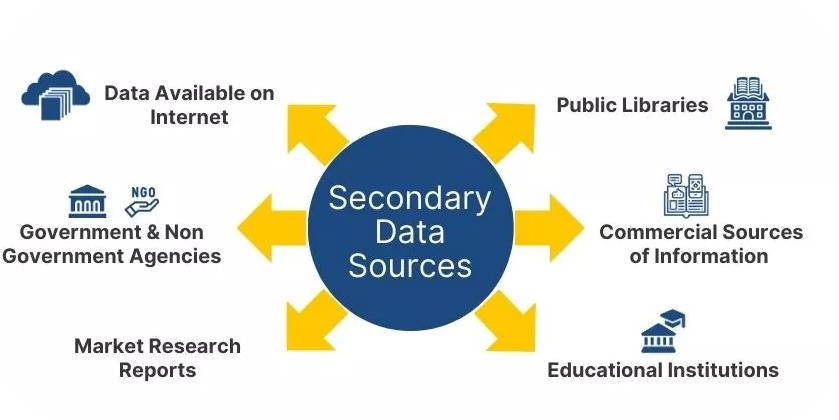 Data Available on
Internet
Public Libraries
NGO
Government & Non
Government Agencies
Secondary
Data
Sources
Commercial Sources
of Information
Market Research
Reports
Educational Institutions